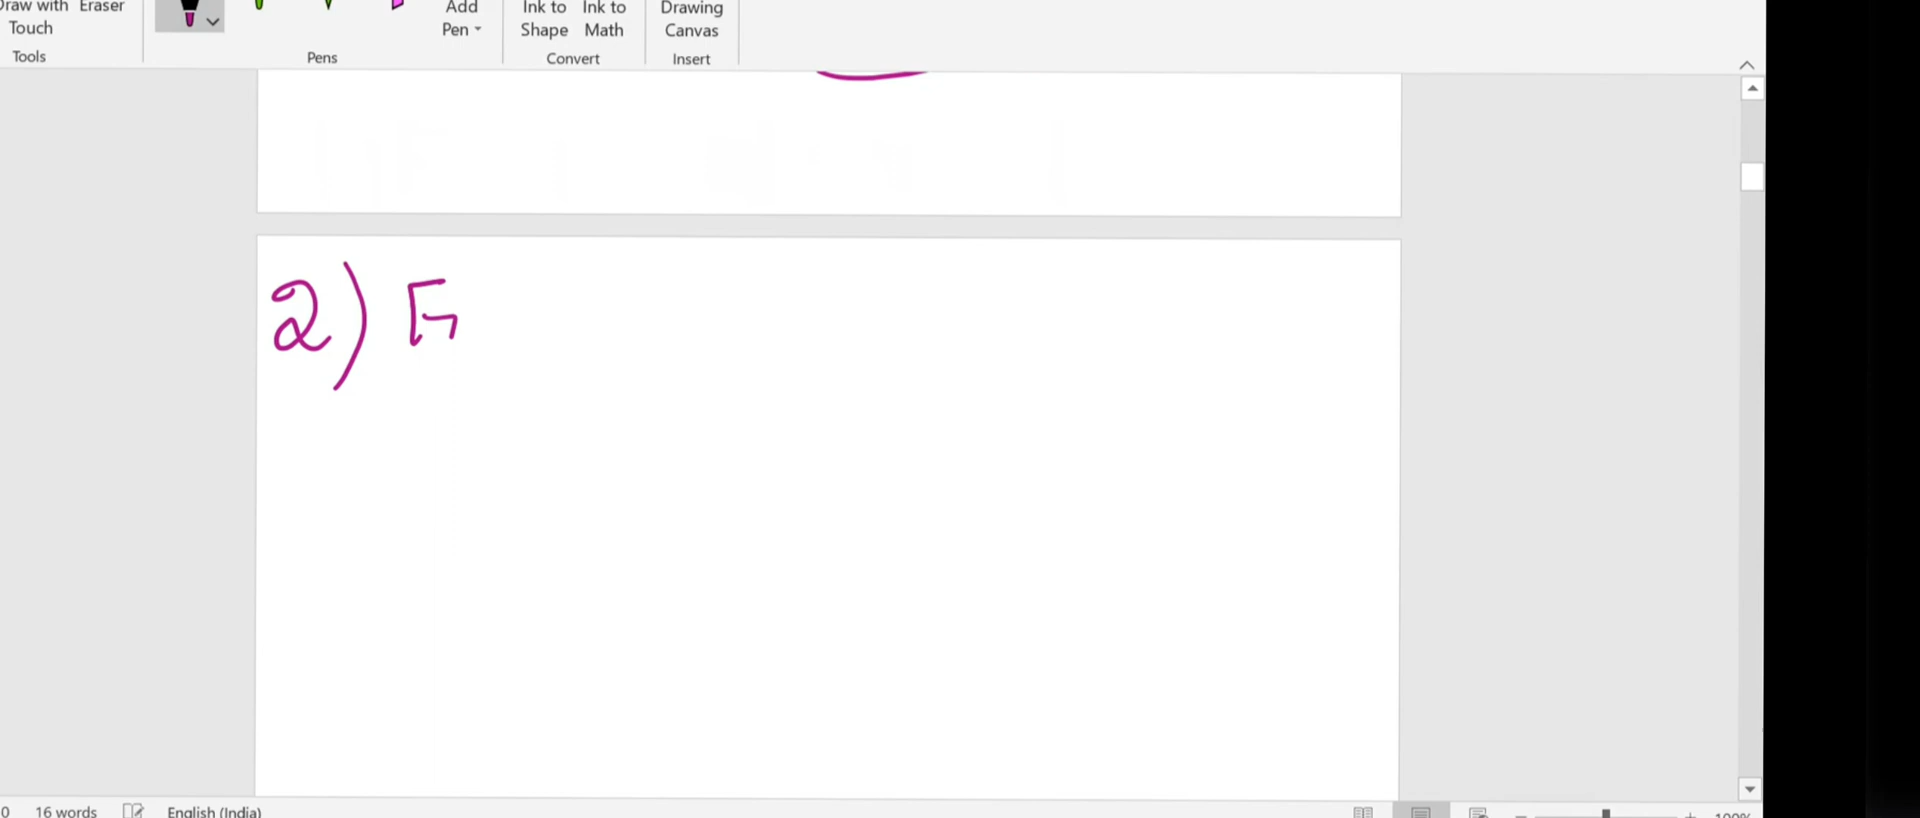 Draw with Eraser Add Ink to Ink to Drawing
Touch Pen Shape Math Canvas
Tools Pens Convert Insert
2)
16 words English (India) 100%